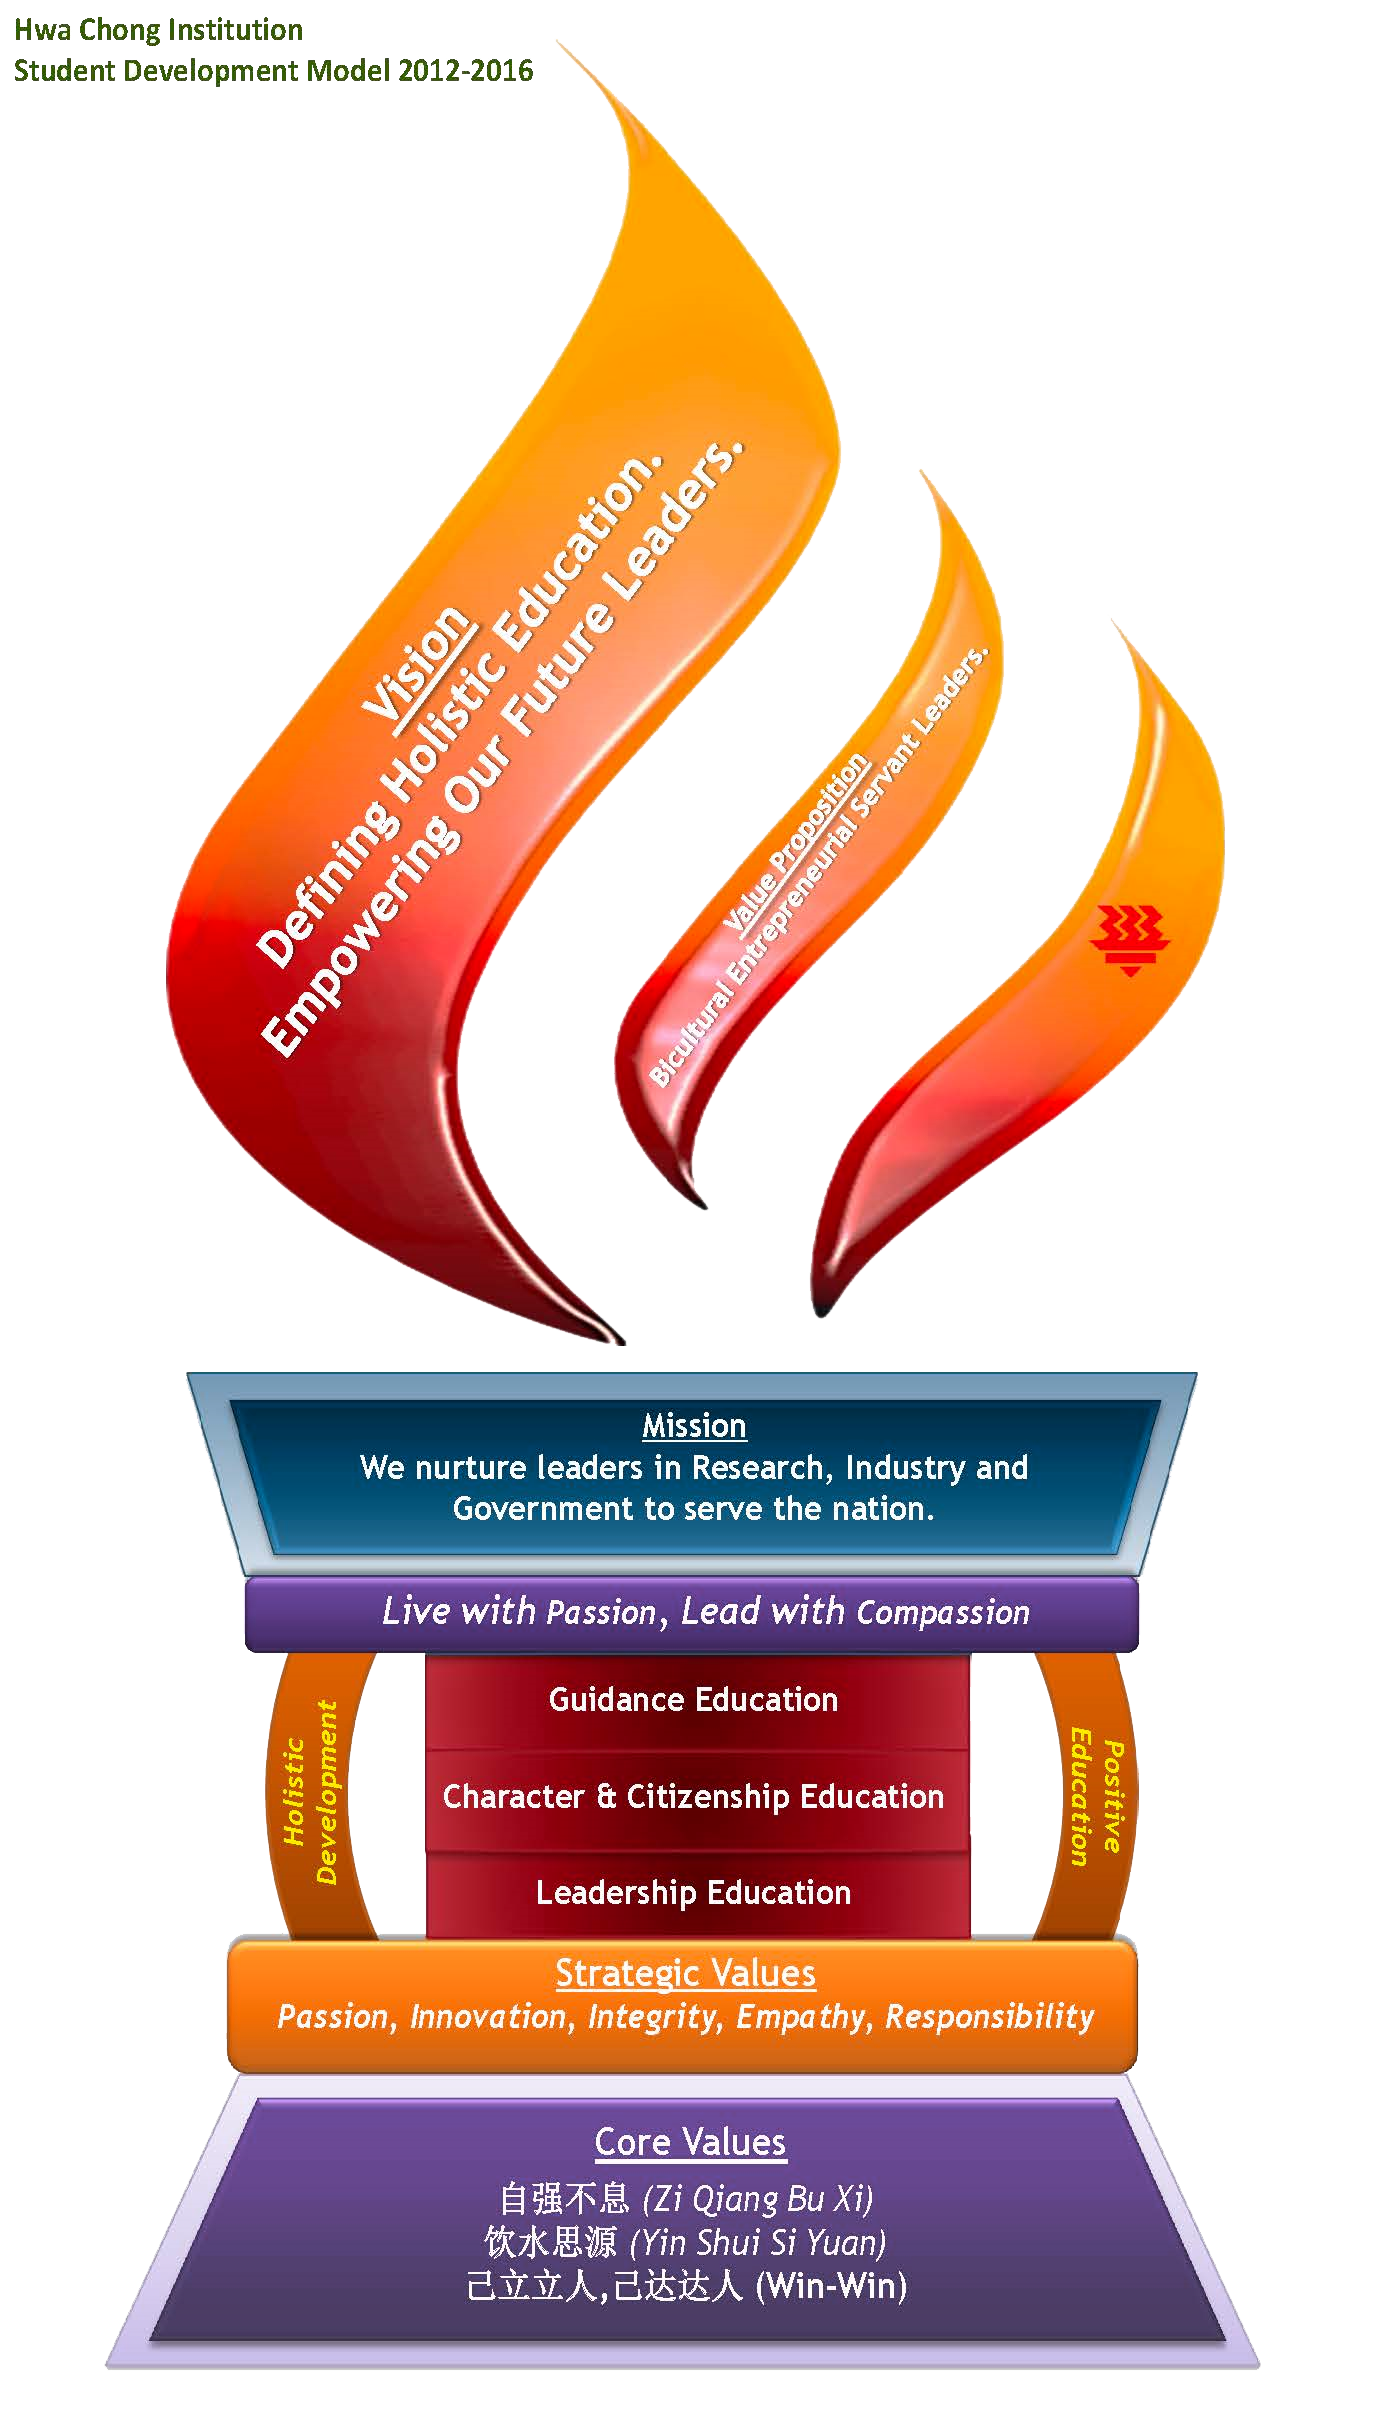 Hwa Chong Institution
Student Development Model 2012-2016
Vision
Defining Holistic Education.
Empowering Our Future Leaders.
Value Proposition
Bicultural Entrepreneurial Servant Leaders.
Mission
We nurture leaders in Research, Industry and
Government to serve the nation.
Live with Passion, Lead with Compassion
Holistic
Development
Guidance Education
Character & Citizenship Education
Leadership Education
Positive
Education
Strategic Values
Passion, Innovation, Integrity, Empathy, Responsibility
Core Values
自强不息 (Zi Qiang Bu Xi)
饮水思源 (Yin Shui Si Yuan)
己立立人,己达达人 (Win-Win)